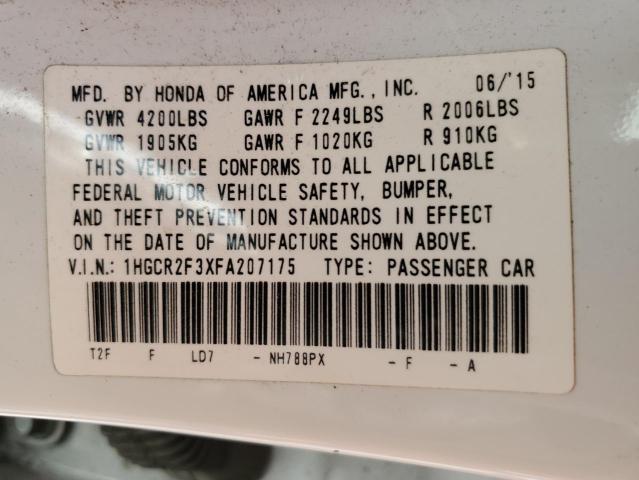 MFD. BY HONDA OF AMERICA MFG., INC. 06/'15
GVWR 4200LBS GAWR F 2249LBS R 2006LBS
GVWR 1905KG GAWR F 1020KG R 910KG
THIS VEHICLE CONFORMS TO ALL APPLICABLE
FEDERAL MOTOR VEHICLE SAFETY, BUMPER,
AND THEFT PREVENTION STANDARDS IN EFFECT
ON THE DATE OF MANUFACTURE SHOWN ABOVE.
V.I.N.: 1HGCR2F3XFA207175 TYPE: PASSENGER CAR
T2F F LD7 - NH788PX - F - A